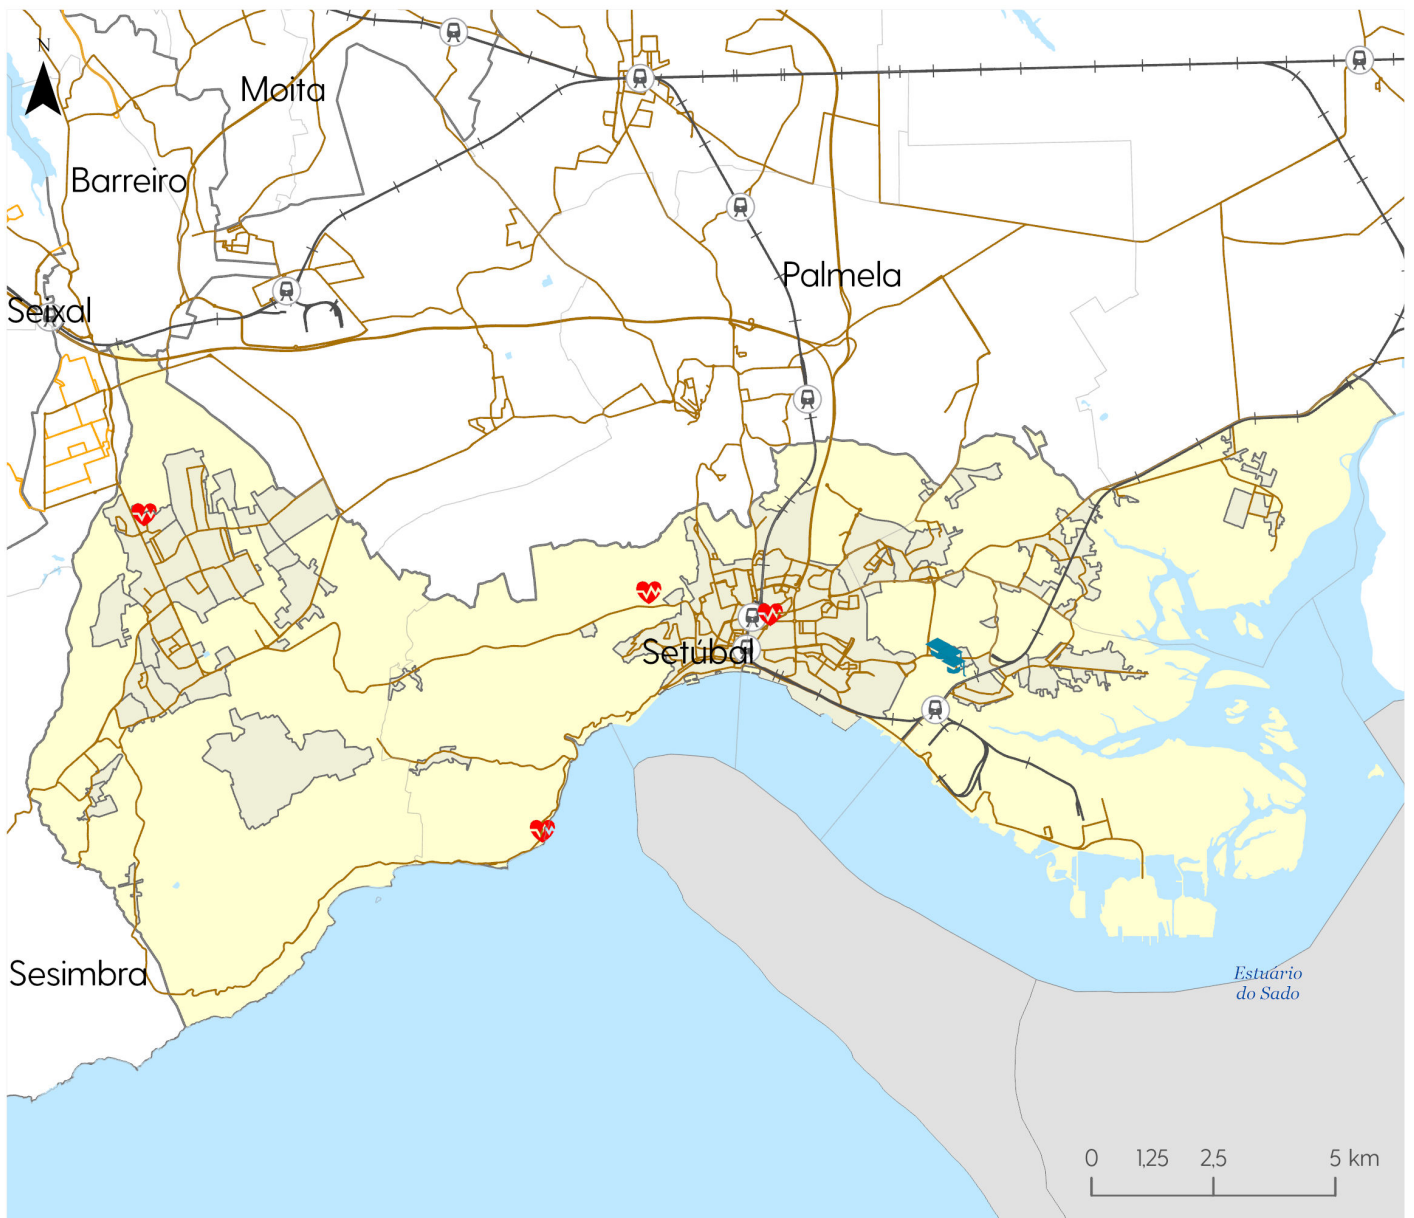 N
Moita
Barreiro
Palmela
Seixal
Setúbal
Sesimbra
Estuário
do Sado
0 1,25 2,5 5 km